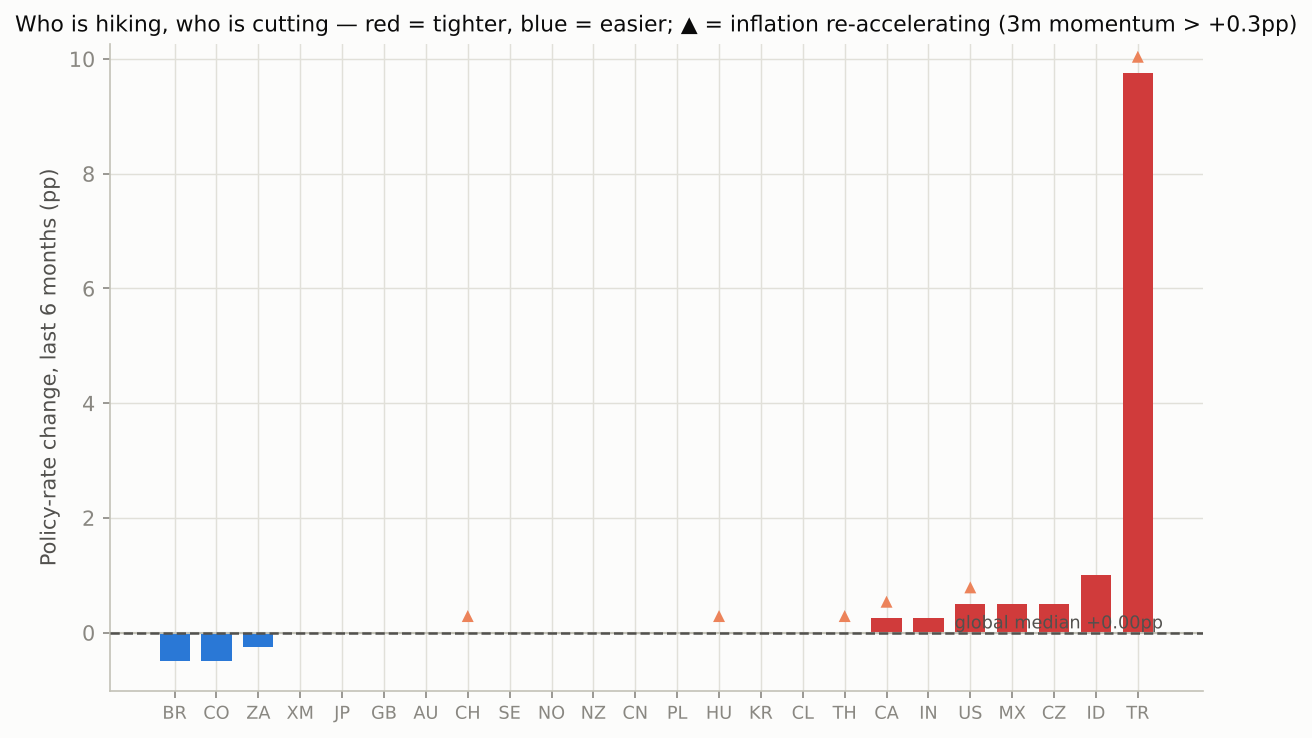 Who is hiking, who is cutting — red = tighter, blue = easier; ▲ = inflation re-accelerating (3m momentum > +0.3pp)
Policy-rate change, last 6 months (pp)
10
8
6
4
2
0
global median +0.00pp
BR CO ZA XM JP GB AU CH SE NO NZ CN PL HU KR CL TH CA IN US MX CZ ID TR